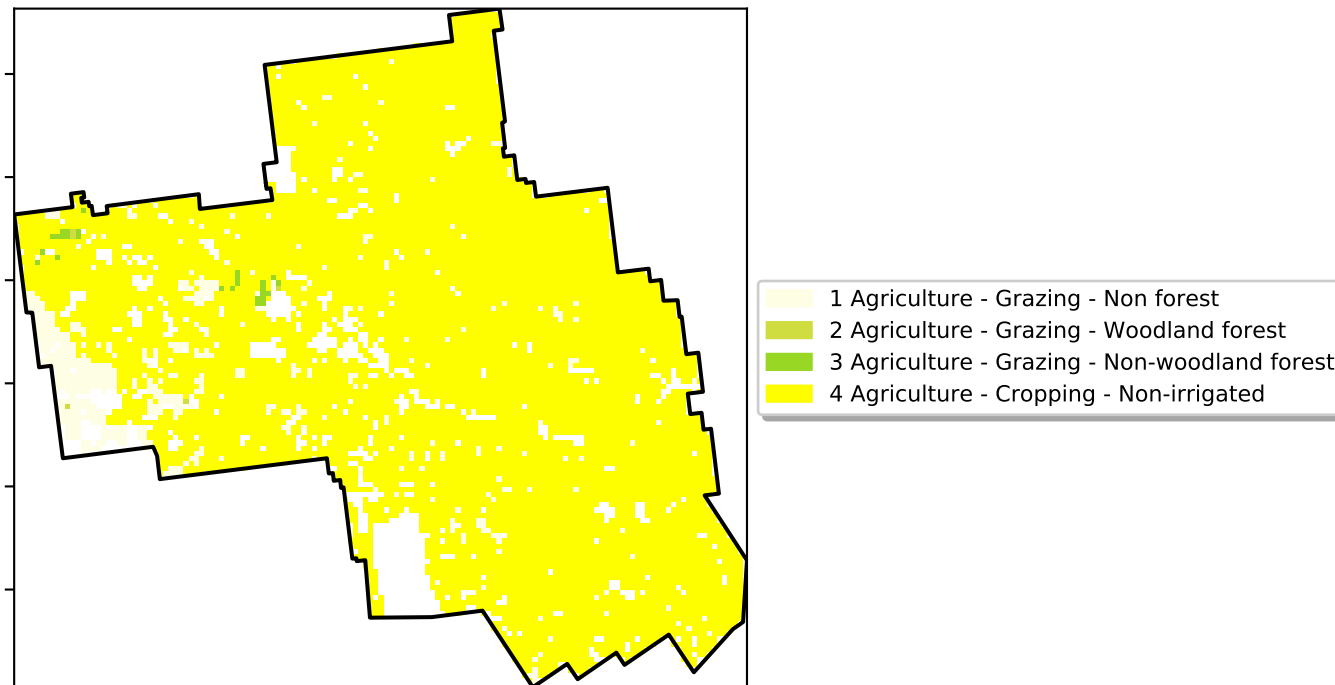 1 Agriculture - Grazing - Non forest
2 Agriculture - Grazing - Woodland forest
3 Agriculture - Grazing - Non-woodland forest
4 Agriculture - Cropping - Non-irrigated